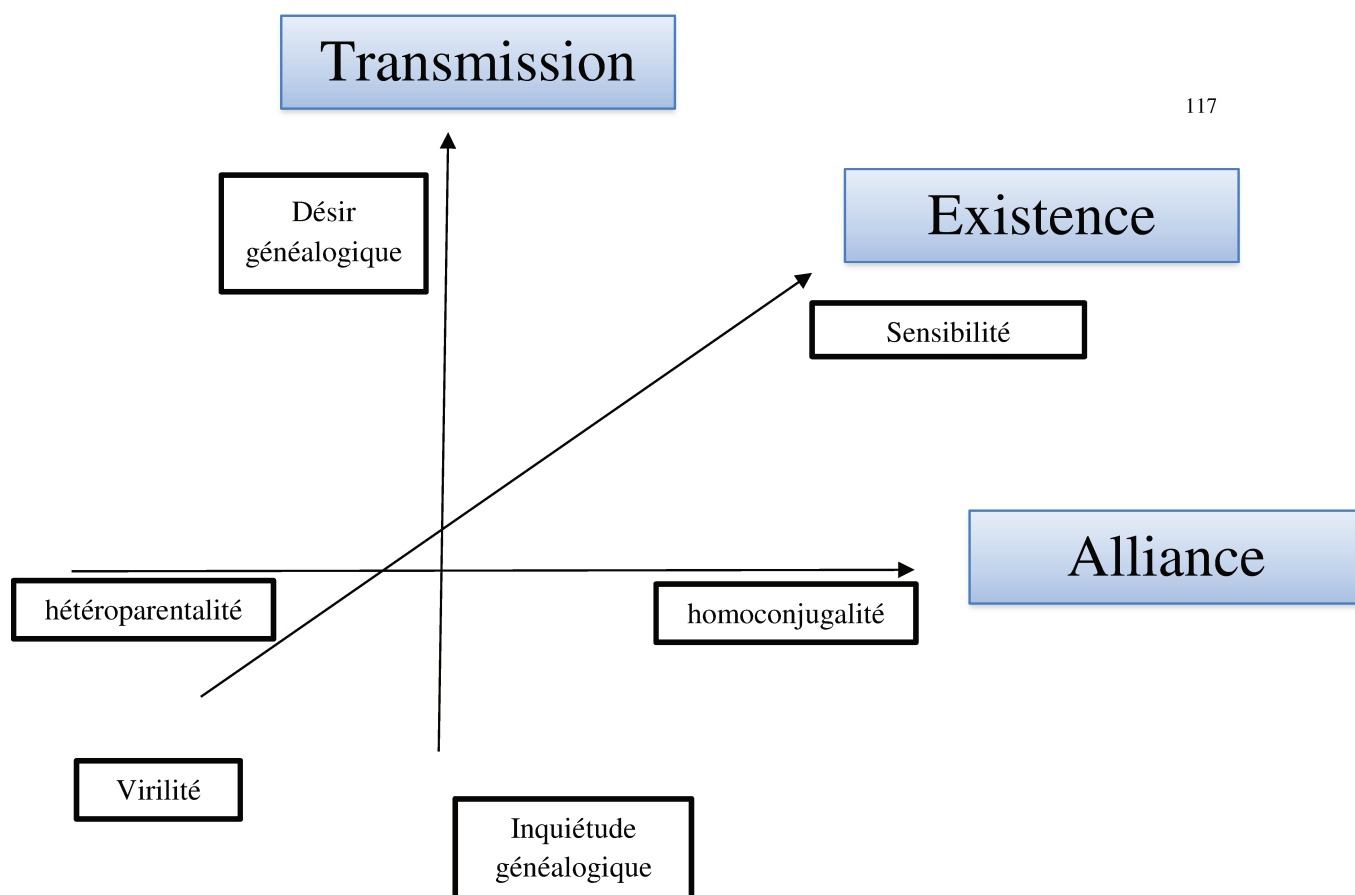 Transmission
117
Désir
généalogique
Existence
Sensibilité
Alliance
hétéroparentalité
homoconjugalité
Virilité
Inquiétude
généalogique